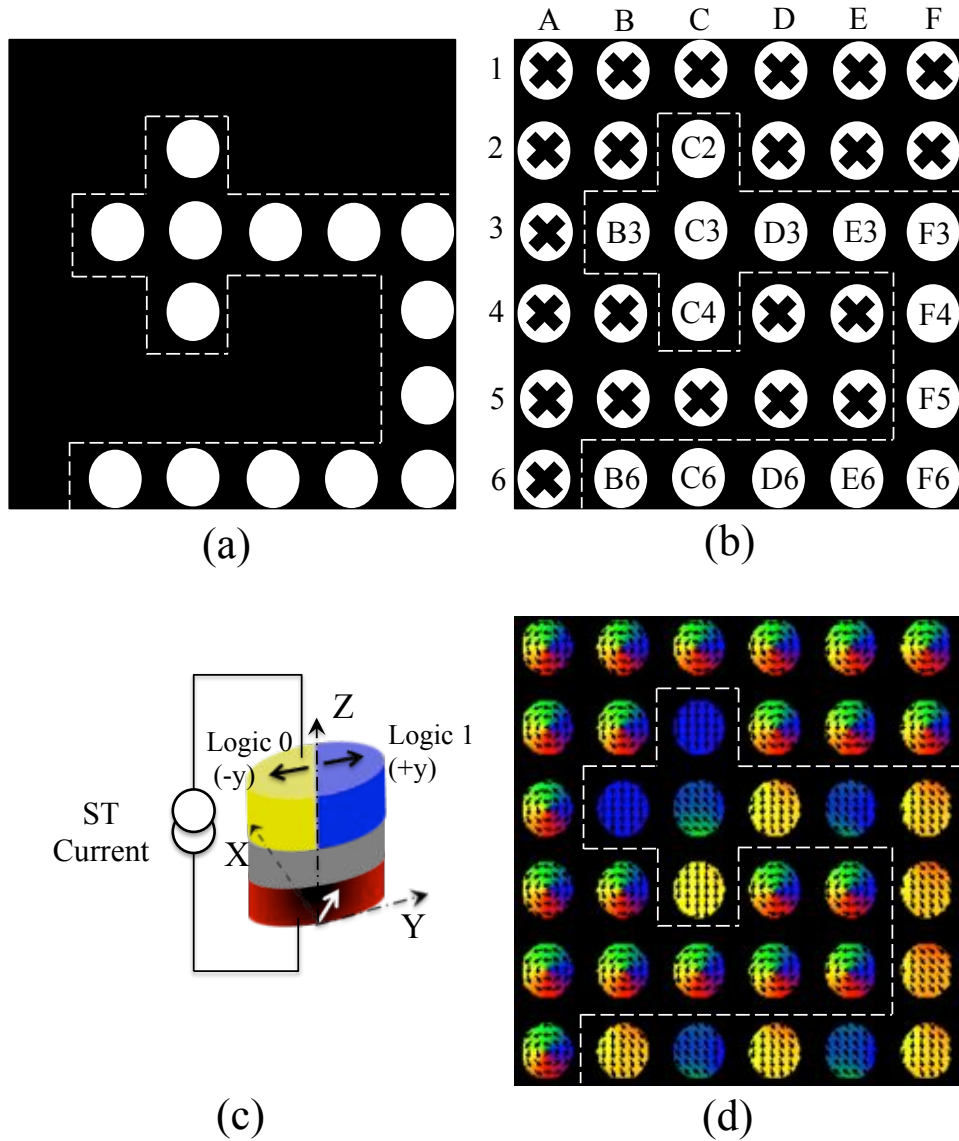 A B C D E F
1
2 C2
3 B3 C3 D3 E3 F3
4 C4 F4
5 F5
6 B6 C6 D6 E6 F6
(a)
(b)
Z
Logic 0
(-y)
Logic 1
(+y)
ST
Current
X
Y
(c)
(d)